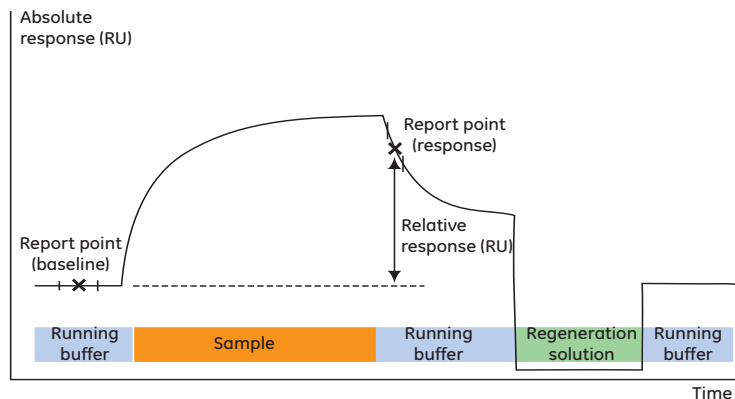 Absolute
response (RU)
Report point
(response)
Relative
response (RU)
Report point
(baseline)
Running
buffer
Sample
Running
buffer
Regeneration
solution
Running
buffer
Time